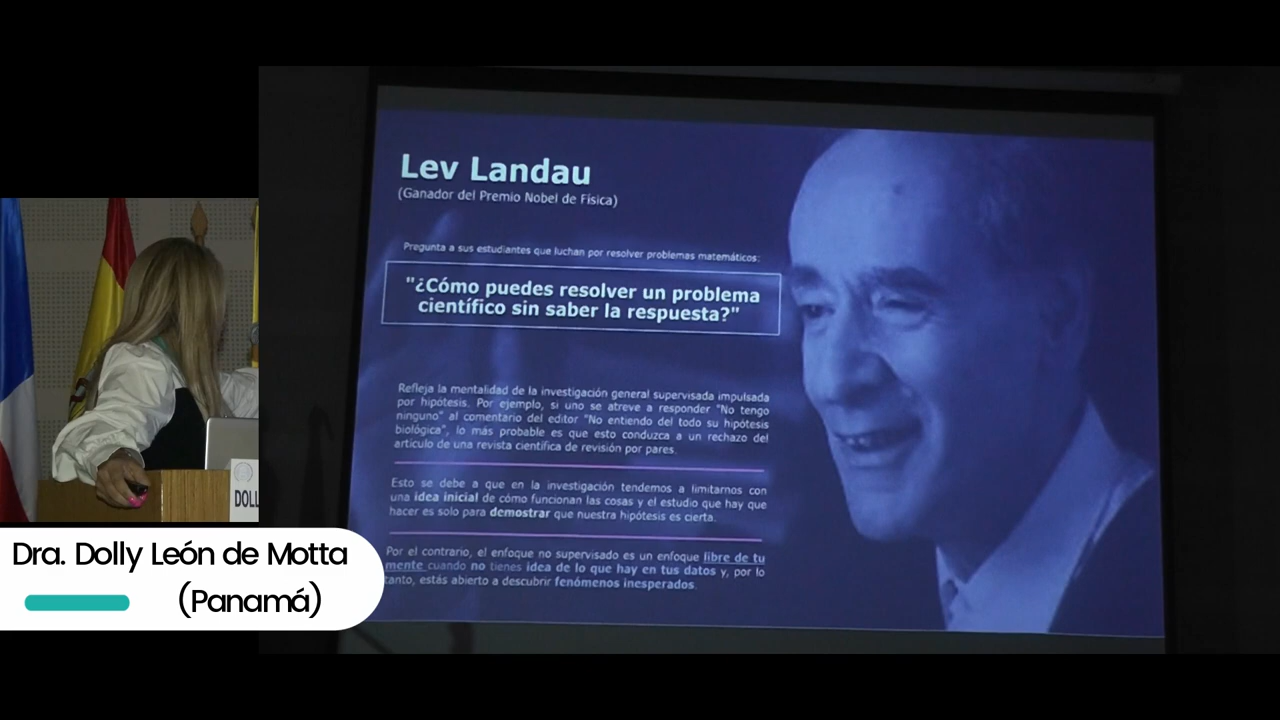 Lev Landau
(Ganador del Premio Nobel de Física)
Pregunta a sus estudiantes que luchan por resolver problemas matemáticos:
"¿Cómo puedes resolver un problema
científico sin saber la respuesta?"
Refleja la mentalidad de la investigación general supervisada impulsada
por hipótesis. Por ejemplo, si uno se atreve a responder "No tengo
ninguno" al comentario del editor "No entiendo del todo su hipótesis
biológica", lo más probable es que esto conduzca a un rechazo del
artículo de una revista científica de revisión por pares.
Esto se debe a que en la investigación tendemos a limitarnos con
una idea inicial de cómo funcionan las cosas y el estudio que hay que
hacer es solo para demostrar que nuestra hipótesis es cierta.
Por el contrario, el enfoque no supervisado es un enfoque libre de tu
mente cuando no tienes idea de lo que hay en tus datos y, por lo
tanto, estás abierto a descubrir fenómenos inesperados.
DOLL
Dra. Dolly León de Motta
(Panamá)